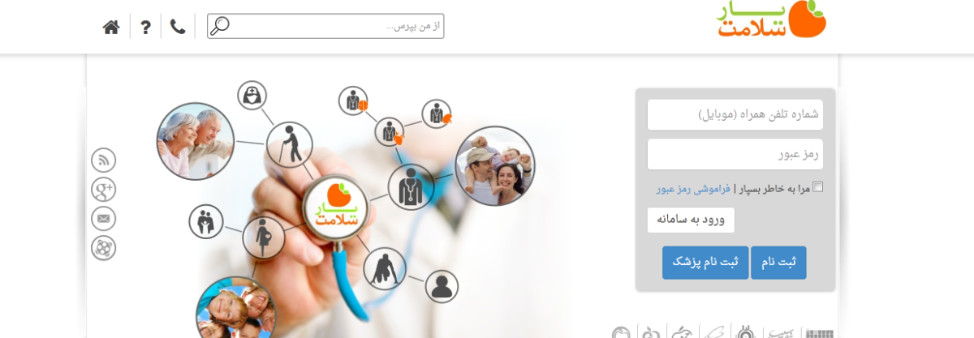 یار
سلامت
از من بپرس...
یار
سلامت
شماره تلفن همراه (موبایل)
رمز عبور
مرا به خاطر بسپار | فراموشی رمز عبور
ورود به سامانه
ثبت نام
ثبت نام پزشک
g+
?